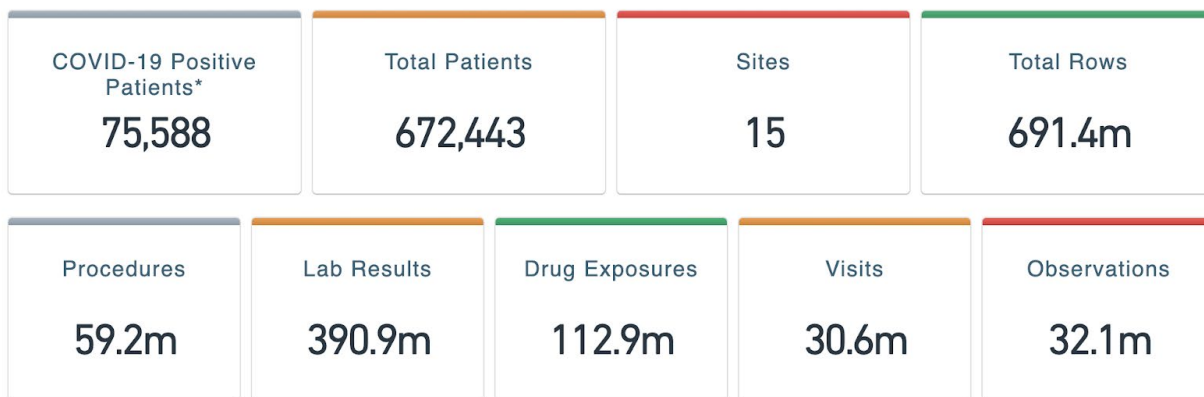 COVID-19 Positive
Patients*
75,588
Total Patients
672,443
Sites
15
Total Rows
691.4m
Procedures
59.2m
Lab Results
390.9m
Drug Exposures
112.9m
Visits
30.6m
Observations
32.1m